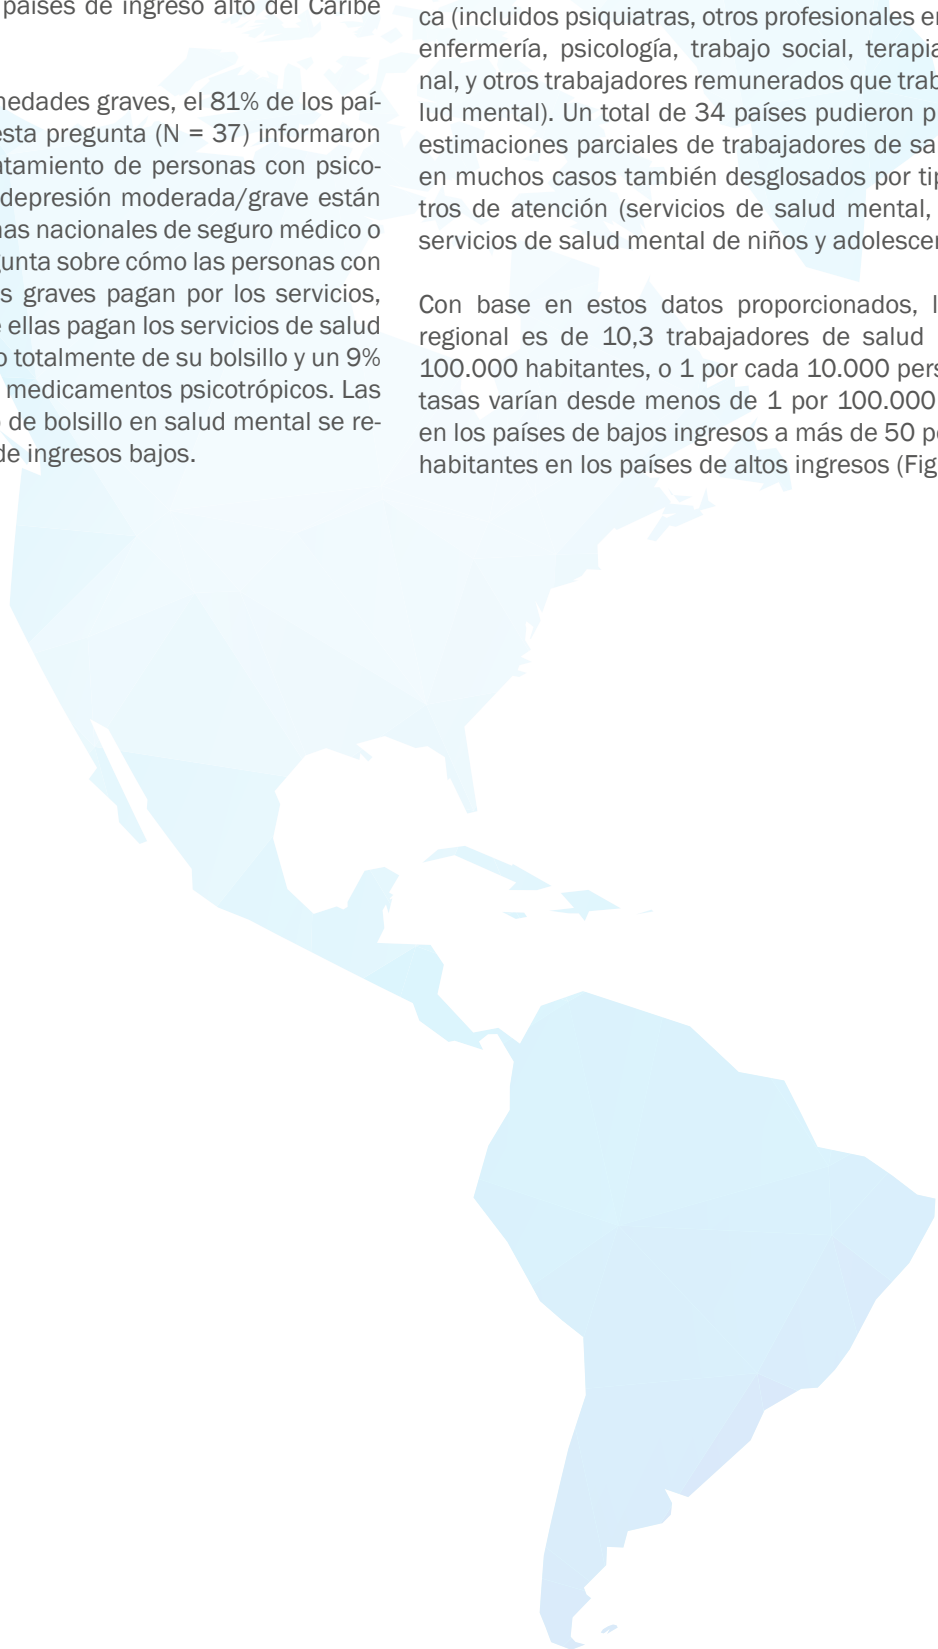 países de ingreso alto del Caribe
medades graves, el 81% de los paí-
esta pregunta (N = 37) informaron
atamiento de personas con psico-
depresión moderada/grave están
mas nacionales de seguro médico o
gunta sobre cómo las personas con
s graves pagan por los servicios,
e ellas pagan los servicios de salud
o totalmente de su bolsillo y un 9%
medicamentos psicotrópicos. Las
o de bolsillo en salud mental se re-
de ingresos bajos.
ca (incluidos psiquiatras, otros profesionales en
enfermería, psicología, trabajo social, terapia
nal, y otros trabajadores remunerados que trab
lud mental). Un total de 34 países pudieron p
estimaciones parciales de trabajadores de sa
en muchos casos también desglosados por tip
tros de atención (servicios de salud mental,
servicios de salud mental de niños y adolescen
Con base en estos datos proporcionados, l
regional es de 10,3 trabajadores de salud
100.000 habitantes, o 1 por cada 10.000 pers
tasas varían desde menos de 1 por 100.000
en los países de bajos ingresos a más de 50 po
habitantes en los países de altos ingresos (Fig